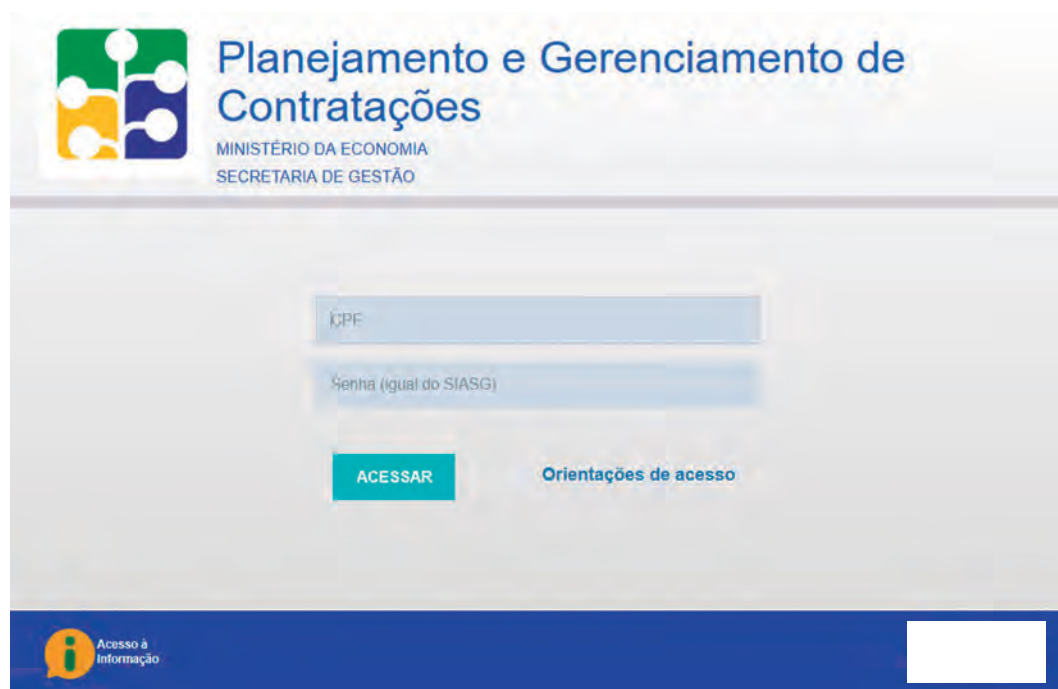 Planejamento e Gerenciamento de
Contratações
MINISTÉRIO DA ECONOMIA
SECRETARIA DE GESTÃO
CPF
Senha (igual do SIASG)
ACESSAR
Orientações de acesso
Acesso à
Informação